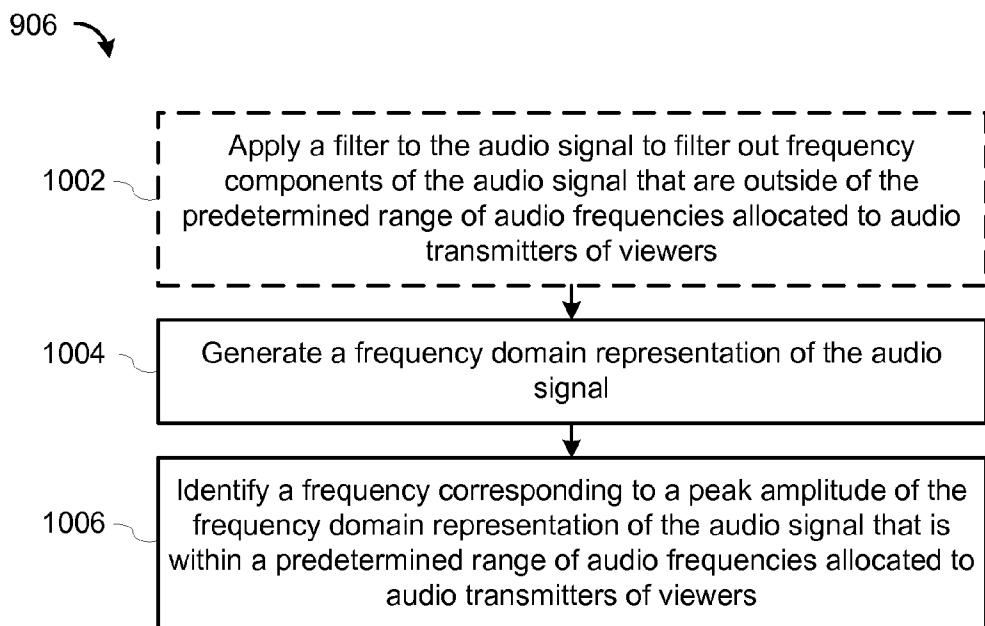 906
1002
Apply a filter to the audio signal to filter out frequency
components of the audio signal that are outside of the
predetermined range of audio frequencies allocated to audio
transmitters of viewers
1004
Generate a frequency domain representation of the audio
signal
1006
Identify a frequency corresponding to a peak amplitude of the
frequency domain representation of the audio signal that is
within a predetermined range of audio frequencies allocated to
audio transmitters of viewers